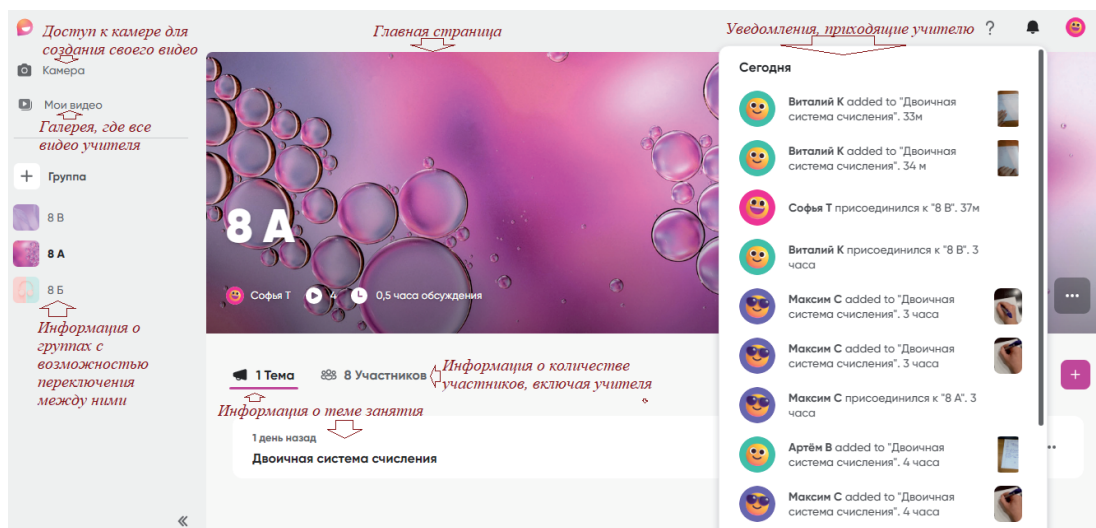 Доступ к камере для
создания своего видео
Камера
Мои видео
Галерея, где все
видео учителя
Группа
8 В
8 А
8 Б
Информация о
группах с
возможностью
переключения
между ними
Главная страница
8 А
Софья Т
4
0,5 часа обсуждения
1 Тема
8 Участников
Информация о количестве
участников, включая учителя
Информация о теме занятия
1 день назад
Двоичная система счисления
Уведомления, приходящие учителю
?
Сегодня
Виталий К added to "Двоичная
система счисления". 33м
Виталий К added to "Двоичная
система счисления". 34 м
Софья Т присоединился к "8 В". 37м
Виталий К присоединился к "8 В". 3
часа
Максим С added to "Двоичная
система счисления". 3 часа
Максим С added to "Двоичная
система счисления". 3 часа
Максим С присоединился к "8 А". 3
часа
Артём В added to "Двоичная
система счисления". 4 часа
Максим С added to "Двоичная
система счисления". 4 часа